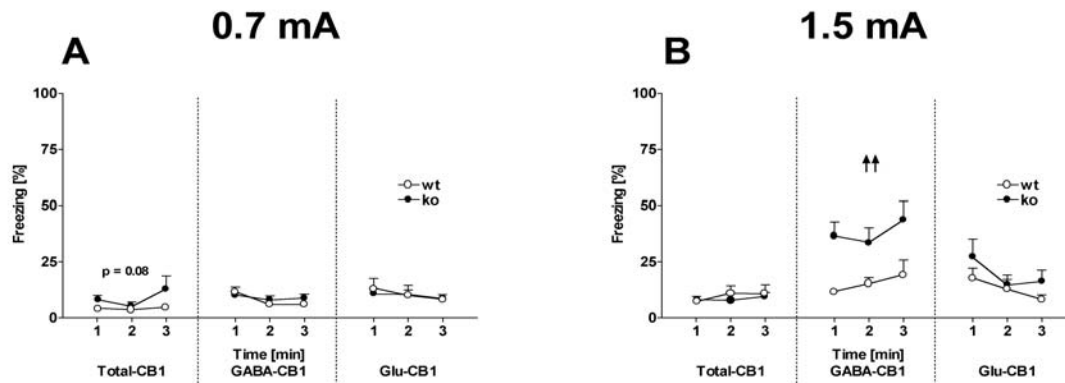 0.7 mA
A
100
75
50
25
0
Freezing [%]
wt
ko
p = 0.08
1 2 3 1 2 3 1 2 3
Time [min]
Total-CB1 GABA-CB1 Glu-CB1
1.5 mA
B
100
75
50
25
0
Freezing [%]
wt
ko
1 2 3 1 2 3 1 2 3
Time [min]
Total-CB1 GABA-CB1 Glu-CB1